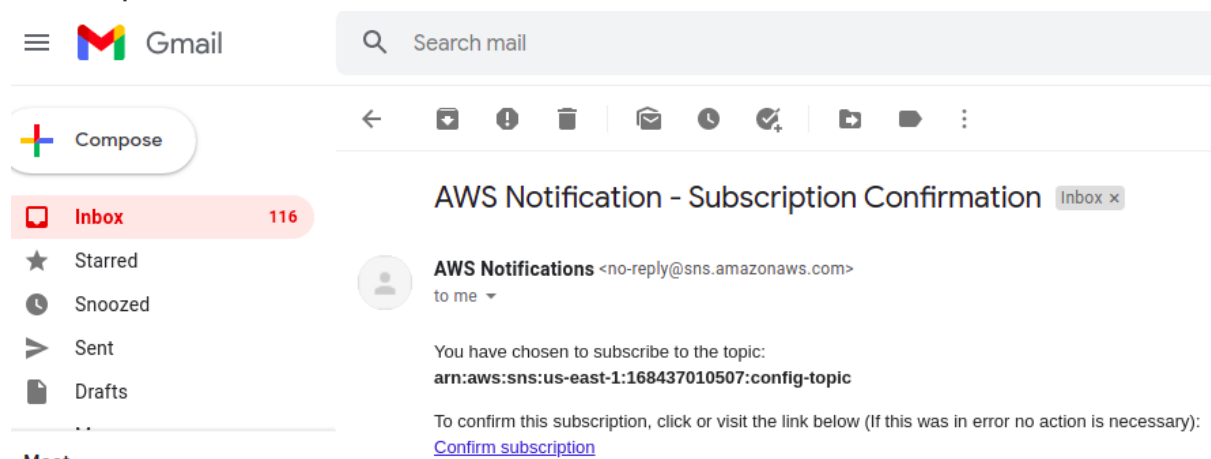 Gmail
Search mail
Compose
AWS Notification - Subscription Confirmation Inbox ×
Inbox 116
Starred
AWS Notifications <no-reply@sns.amazonaws.com>
to me
Snoozed
Sent
You have chosen to subscribe to the topic:
arn:aws:sns:us-east-1:168437010507:config-topic
Drafts
To confirm this subscription, click or visit the link below (If this was in error no action is necessary):
Confirm subscription